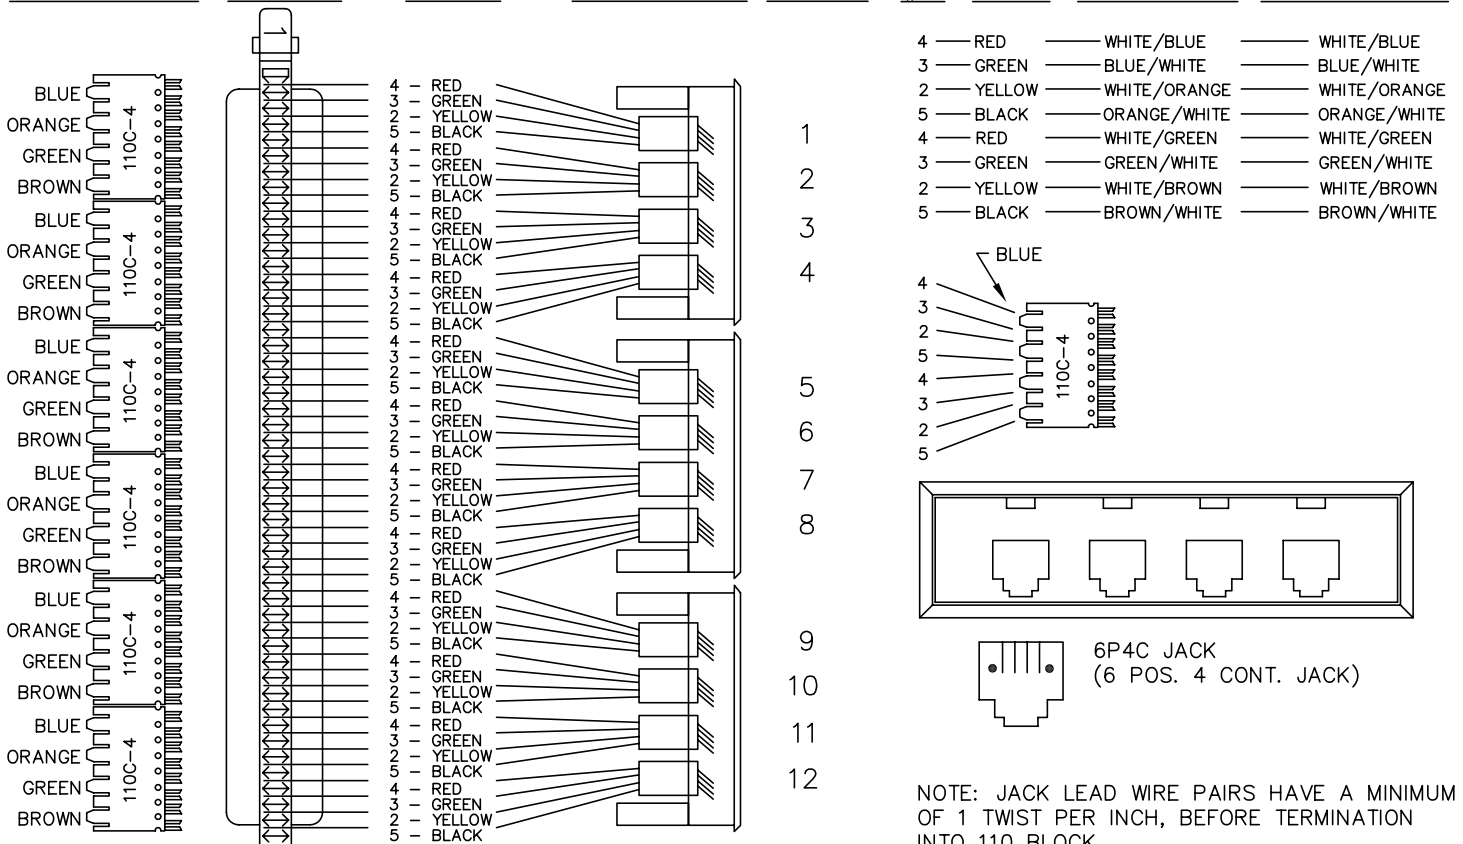 BLUE
ORANGE
GREEN
BROWN
110C-4
BLUE
ORANGE
GREEN
BROWN
110C-4
BLUE
ORANGE
GREEN
BROWN
110C-4
BLUE
ORANGE
GREEN
BROWN
110C-4
BLUE
ORANGE
GREEN
BROWN
110C-4
BLUE
ORANGE
GREEN
BROWN
110C-4
1
4 – RED
3 – GREEN
2 – YELLOW
5 – BLACK
4 – RED
3 – GREEN
2 – YELLOW
5 – BLACK
4 – RED
3 – GREEN
2 – YELLOW
5 – BLACK
4 – RED
3 – GREEN
2 – YELLOW
5 – BLACK
4 – RED
3 – GREEN
2 – YELLOW
5 – BLACK
4 – RED
3 – GREEN
2 – YELLOW
5 – BLACK
4 – RED
3 – GREEN
2 – YELLOW
5 – BLACK
4 – RED
3 – GREEN
2 – YELLOW
5 – BLACK
4 – RED
3 – GREEN
2 – YELLOW
5 – BLACK
4 – RED
3 – GREEN
2 – YELLOW
5 – BLACK
4 – RED
3 – GREEN
2 – YELLOW
5 – BLACK
4 – RED
3 – GREEN
2 – YELLOW
5 – BLACK
1
2
3
4
5
6
7
8
9
10
11
12
4 RED WHITE/BLUE WHITE/BLUE
3 GREEN BLUE/WHITE BLUE/WHITE
2 YELLOW WHITE/ORANGE WHITE/ORANGE
5 BLACK ORANGE/WHITE ORANGE/WHITE
4 RED WHITE/GREEN WHITE/GREEN
3 GREEN GREEN/WHITE GREEN/WHITE
2 YELLOW WHITE/BROWN WHITE/BROWN
5 BLACK BROWN/WHITE BROWN/WHITE
BLUE
4
3
2
5
4
3
2
5
110C-4
6P4C JACK
(6 POS. 4 CONT. JACK)
NOTE: JACK LEAD WIRE PAIRS HAVE A MINIMUM
OF 1 TWIST PER INCH, BEFORE TERMINATION
INTO 110 BLOCK